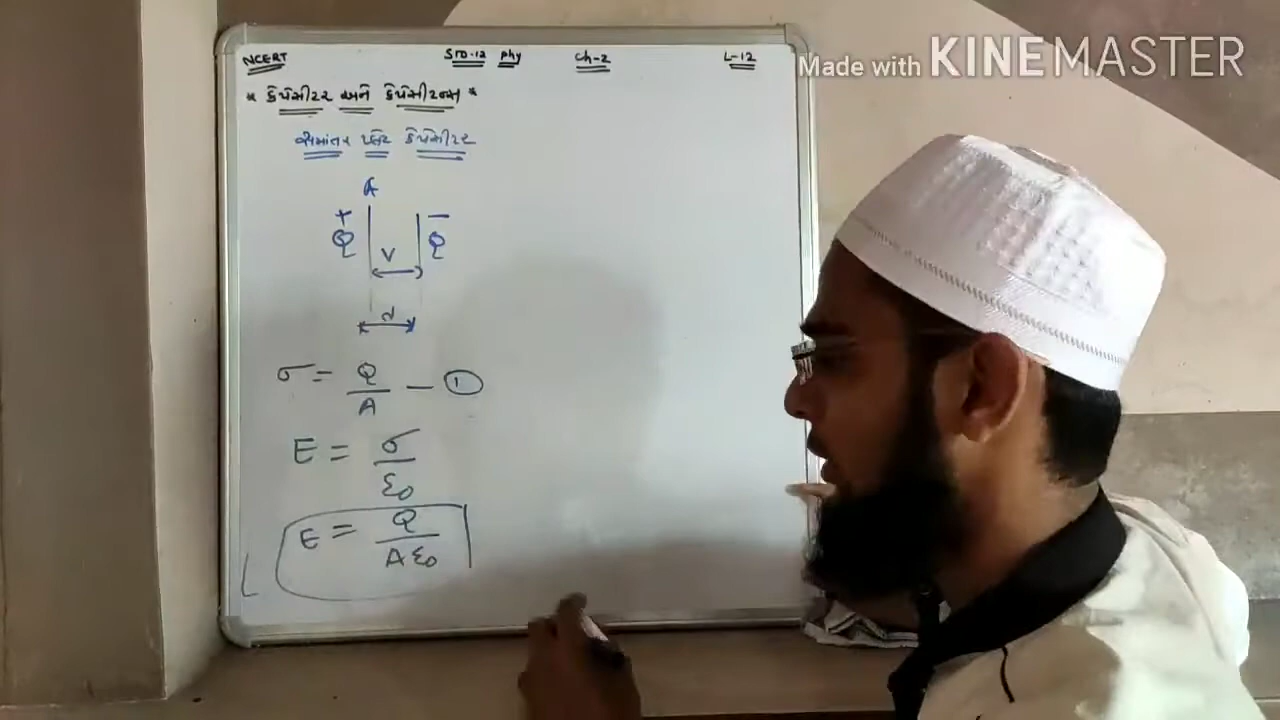 Made with KINEMASTER
NCERT STD-12 phy Ch-2 L-12
* કેપેસીટર અને કેપેસીટન્સ *
સમાંતર પ્લેટ કેપેસીટર
A
+ −
Q V Q
d
σ = Q/A — ①
E = σ/ε₀
E = Q/Aε₀